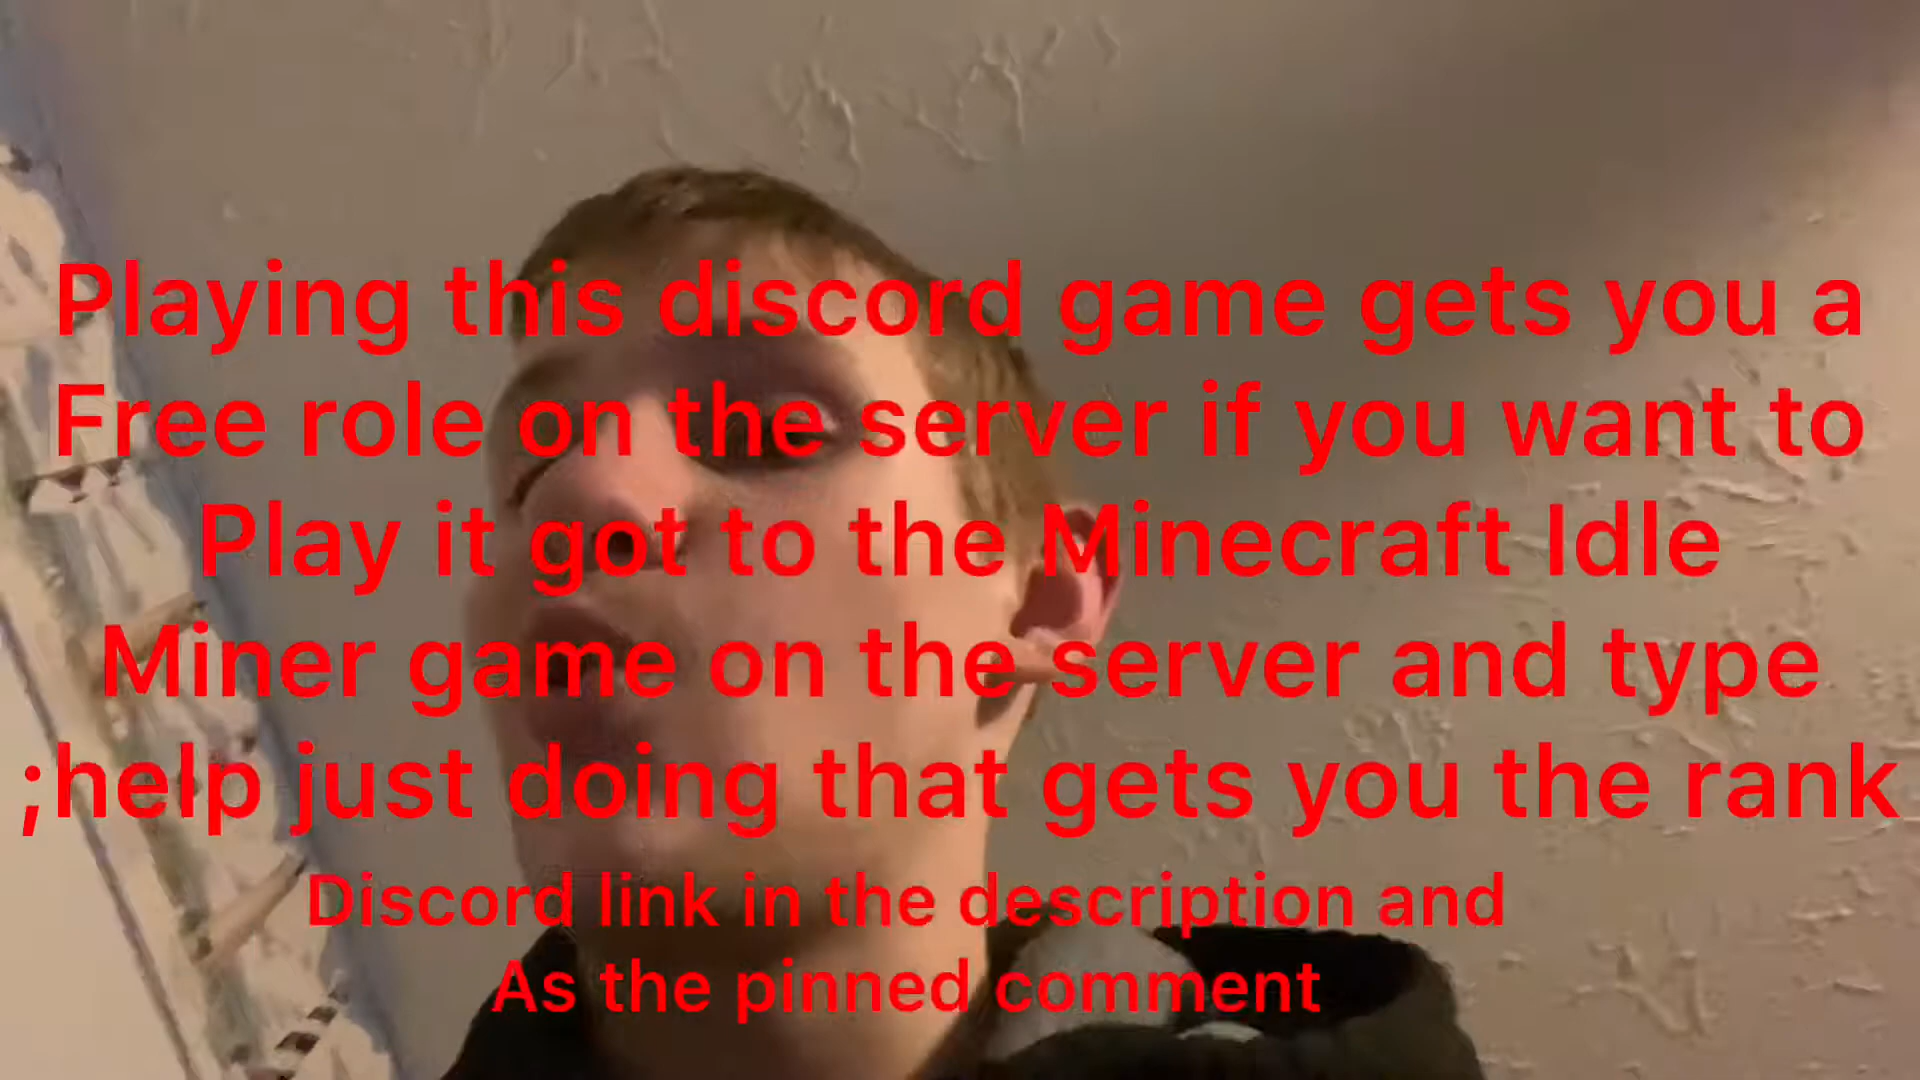 Playing this discord game gets you a
Free role on the server if you want to
Play it got to the Minecraft Idle
Miner game on the server and type
;help just doing that gets you the rank
Discord link in the description and
As the pinned comment